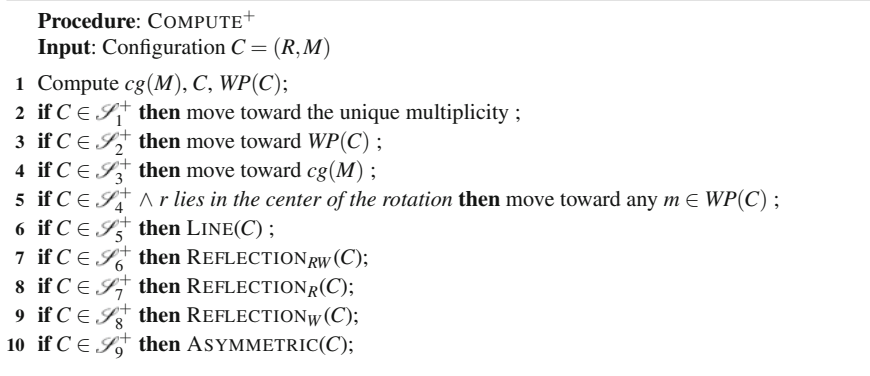 Procedure: COMPUTE⁺
Input: Configuration C = (R,M)
1 Compute cg(M), C, WP(C);
2 if C ∈ 𝒮₁⁺ then move toward the unique multiplicity ;
3 if C ∈ 𝒮₂⁺ then move toward WP(C) ;
4 if C ∈ 𝒮₃⁺ then move toward cg(M) ;
5 if C ∈ 𝒮₄⁺ ∧ r lies in the center of the rotation then move toward any m ∈ WP(C) ;
6 if C ∈ 𝒮₅⁺ then LINE(C) ;
7 if C ∈ 𝒮₆⁺ then REFLECTION_RW(C);
8 if C ∈ 𝒮₇⁺ then REFLECTION_R(C);
9 if C ∈ 𝒮₈⁺ then REFLECTION_W(C);
10 if C ∈ 𝒮₉⁺ then ASYMMETRIC(C);